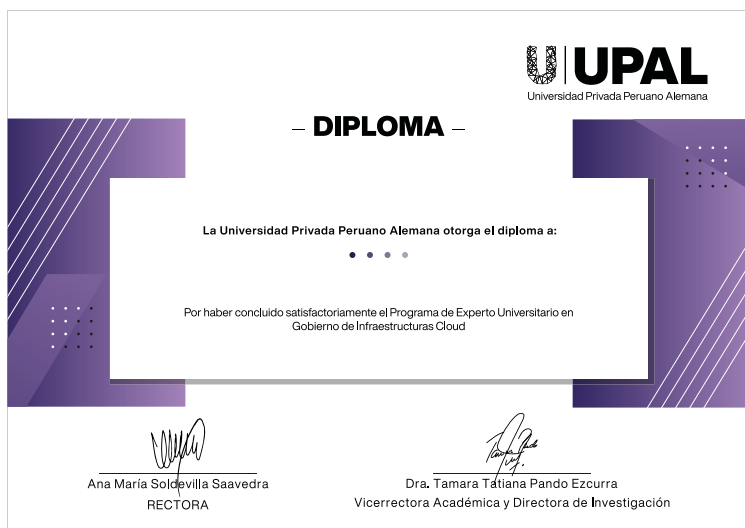 UPAL
Universidad Privada Peruano Alemana
– DIPLOMA –
La Universidad Privada Peruano Alemana otorga el diploma a:
Por haber concluido satisfactoriamente el Programa de Experto Universitario en
Gobierno de Infraestructuras Cloud
Ana María Soldevilla Saavedra
RECTORA
Dra. Tamara Tatiana Pando Ezcurra
Vicerrectora Académica y Directora de Investigación